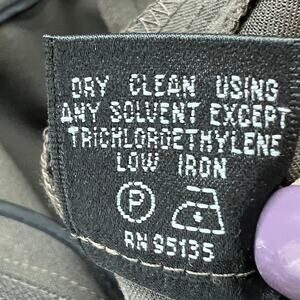 DRY CLEAN USING
ANY SOLVENT EXCEPT
TRICHLOROETHYLENE
LOW IRON
P
RN 95135